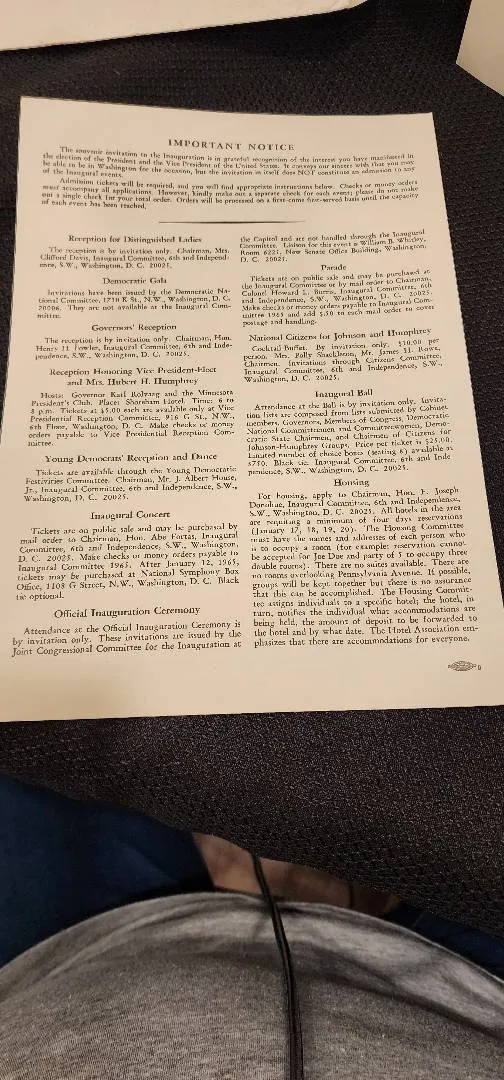 IMPORTANT NOTICE
The souvenir invitation to the Inauguration is in grateful recognition of the interest you have manifested in
the election of the President and the Vice President of the United States. It conveys our sincere wish that you may
be able to be in Washington for the occasion, but the invitation in itself does NOT constitute an admission to any
of the Inaugural events.
Admission tickets will be required, and you will find appropriate instructions below. Checks or money orders
must accompany all applications. However, kindly make out a separate check for each event; please do not make
out a single check for your total order. Orders will be processed on a first-come first-served basis until the capacity
of each event has been reached.
Reception for Distinguished Ladies
The reception is by invitation only. Chairman, Mrs.
Clifford Davis, Inaugural Committee, 6th and Independ-
ence, S.W., Washington, D. C. 20025.
Democratic Gala
Invitations have been issued by the Democratic Na-
tional Committee, 1730 K St., N.W., Washington, D. C.
20006. They are not available at the Inaugural Com-
mittee.
Governors' Reception
The reception is by invitation only. Chairman, Hon.
Henry H. Fowler, Inaugural Committee, 6th and Inde-
pendence, S.W., Washington, D. C. 20025.
Reception Honoring Vice President-Elect
and Mrs. Hubert H. Humphrey
Hosts: Governor Karl Rolvaag and the Minnesota
President's Club. Place: Shoreham Hotel. Time: 6 to
8 p.m. Tickets at $5.00 each are available only at Vice
Presidential Reception Committee, 916 G St., N.W.,
6th Floor, Washington, D. C. Make checks or money
orders payable to Vice Presidential Reception Com-
mittee.
Young Democrats' Reception and Dance
Tickets are available through the Young Democratic
Festivities Committee. Chairman, Mr. J. Albert House,
Jr., Inaugural Committee, 6th and Independence, S.W.,
Washington, D. C. 20025.
Inaugural Concert
Tickets are on public sale and may be purchased by
mail order to Chairman, Hon. Abe Fortas, Inaugural
Committee, 6th and Independence, S.W., Washington,
D. C. 20025. Make checks or money orders payable to
Inaugural Committee 1965. After January 12, 1965,
tickets may be purchased at National Symphony Box
Office, 1108 G Street, N.W., Washington, D. C. Black
tie optional.
Official Inauguration Ceremony
Attendance at the Official Inauguration Ceremony is
by invitation only. These invitations are issued by the
Joint Congressional Committee for the Inauguration at
the Capitol and are not handled through the Inaugural
Committee. Liaison for this event is William B. Whitley,
Room 6221, New Senate Office Building, Washington,
D. C. 20025.
Parade
Tickets are on public sale and may be purchased at
the Inaugural Committee or by mail order to Chairman,
Colonel Howard L. Burris, Inaugural Committee, 6th
and Independence, S.W., Washington, D. C. 20025.
Make checks or money orders payable to Inaugural Com-
mittee 1965 and add $.50 to each mail order to cover
postage and handling.
National Citizens for Johnson and Humphrey
Cocktail-Buffet. By invitation only. $10.00 per
person. Mrs. Polly Shackleton, Mr. James H. Rowe,
Chairmen. Invitations through Citizens Committee,
Inaugural Committee, 6th and Independence, S.W.,
Washington, D. C. 20025.
Inaugural Ball
Attendance at the Ball is by invitation only. Invita-
tion lists are composed from lists submitted by Cabinet
members, Governors, Members of Congress, Democratic
National Committeemen and Committeewomen, Demo-
cratic State Chairmen, and Chairmen of Citizens for
Johnson-Humphrey Groups. Price per ticket is $25.00.
Limited number of choice boxes (seating 8) available at
$750. Black tie. Inaugural Committee, 6th and Inde
pendence, S.W., Washington, D. C. 20025.
Housing
For housing, apply to Chairman, Hon. F. Joseph
Donohue, Inaugural Committee, 6th and Independence,
S.W., Washington, D. C. 20025. All hotels in the area
are requiring a minimum of four days reservations
(January 17, 18, 19, 20). The Housing Committee
must have the names and addresses of each person who
is to occupy a room (for example: reservation cannot
be accepted for Joe Doe and party of 5 to occupy three
double rooms). There are no suites available. There are
no rooms overlooking Pennsylvania Avenue. If possible,
groups will be kept together but there is no assurance
that this can be accomplished. The Housing Commit-
tee assigns individuals to a specific hotel; the hotel, in
turn, notifies the individual what accommodations are
being held, the amount of deposit to be forwarded to
the hotel and by what date. The Hotel Association em-
phasizes that there are accommodations for everyone.